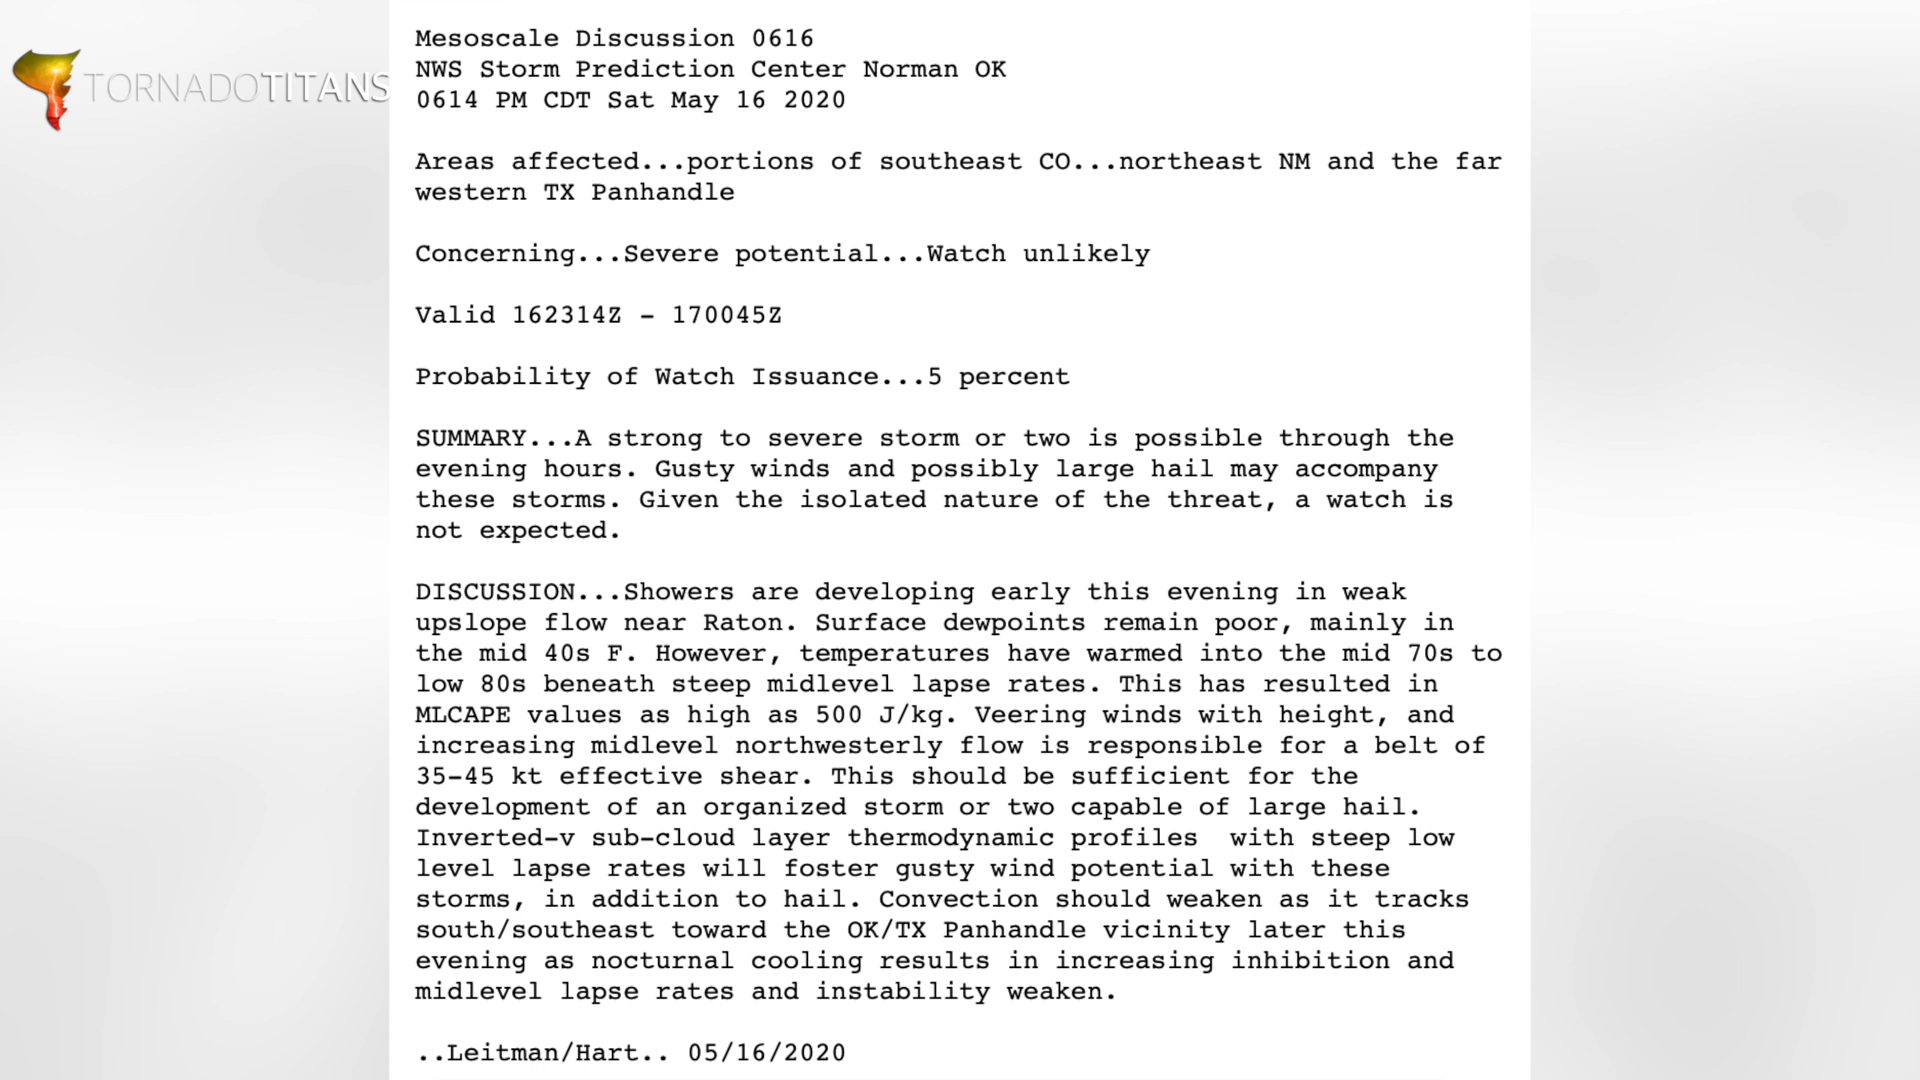 TORNADOTITANS
Mesoscale Discussion 0616
NWS Storm Prediction Center Norman OK
0614 PM CDT Sat May 16 2020
Areas affected...portions of southeast CO...northeast NM and the far
western TX Panhandle
Concerning...Severe potential...Watch unlikely
Valid 162314Z - 170045Z
Probability of Watch Issuance...5 percent
SUMMARY...A strong to severe storm or two is possible through the
evening hours. Gusty winds and possibly large hail may accompany
these storms. Given the isolated nature of the threat, a watch is
not expected.
DISCUSSION...Showers are developing early this evening in weak
upslope flow near Raton. Surface dewpoints remain poor, mainly in
the mid 40s F. However, temperatures have warmed into the mid 70s to
low 80s beneath steep midlevel lapse rates. This has resulted in
MLCAPE values as high as 500 J/kg. Veering winds with height, and
increasing midlevel northwesterly flow is responsible for a belt of
35-45 kt effective shear. This should be sufficient for the
development of an organized storm or two capable of large hail.
Inverted-v sub-cloud layer thermodynamic profiles  with steep low
level lapse rates will foster gusty wind potential with these
storms, in addition to hail. Convection should weaken as it tracks
south/southeast toward the OK/TX Panhandle vicinity later this
evening as nocturnal cooling results in increasing inhibition and
midlevel lapse rates and instability weaken.
..Leitman/Hart.. 05/16/2020